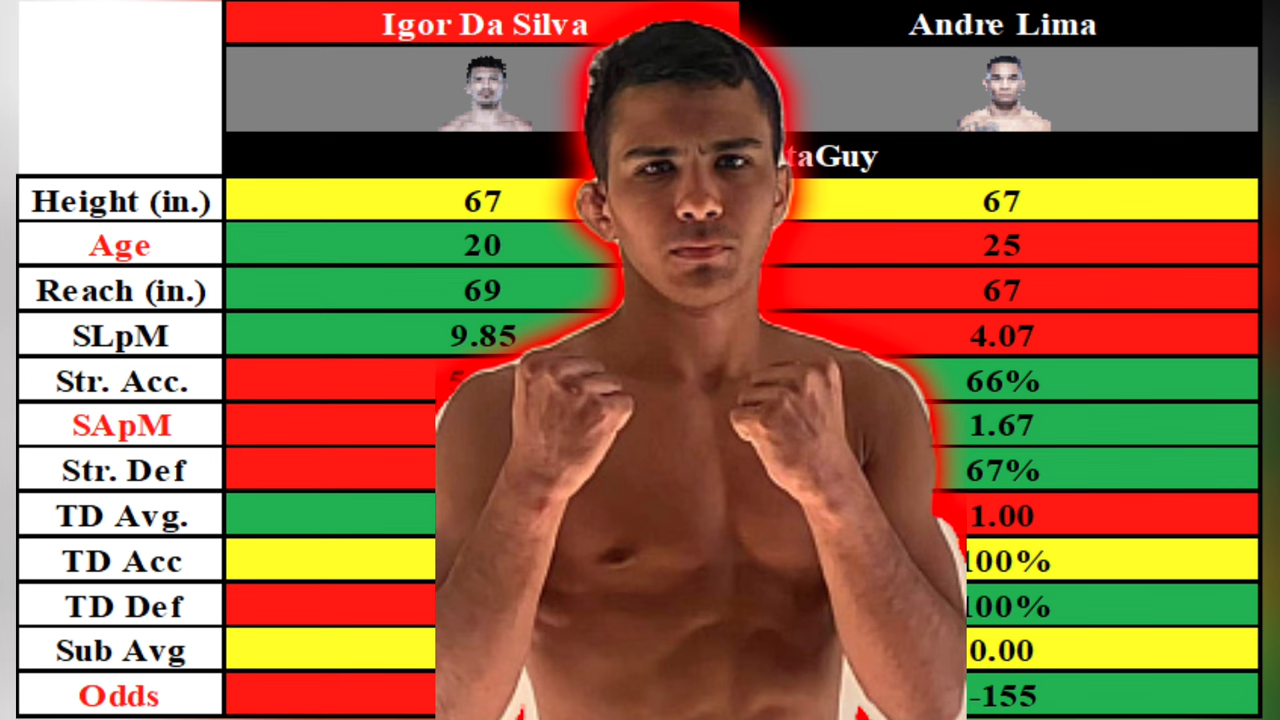 Igor Da Silva Andre Lima
taGuy
Height (in.) 67 67
Age 20 25
Reach (in.) 69 67
SLpM 9.85 4.07
Str. Acc. 66%
SApM 1.67
Str. Def 67%
TD Avg. 1.00
TD Acc 100%
TD Def 100%
Sub Avg 0.00
Odds -155